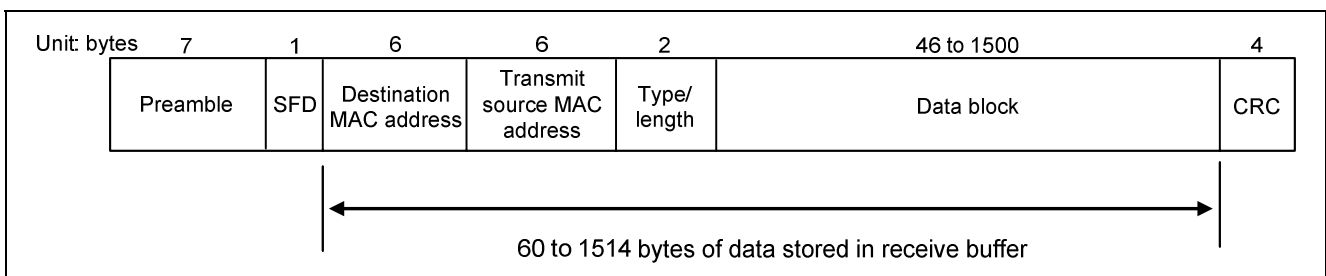 Unit: bytes 7 1 6 6 2 46 to 1500 4
Preamble
SFD
Destination
MAC address
Transmit
source MAC
address
Type/
length
Data block
CRC
60 to 1514 bytes of data stored in receive buffer